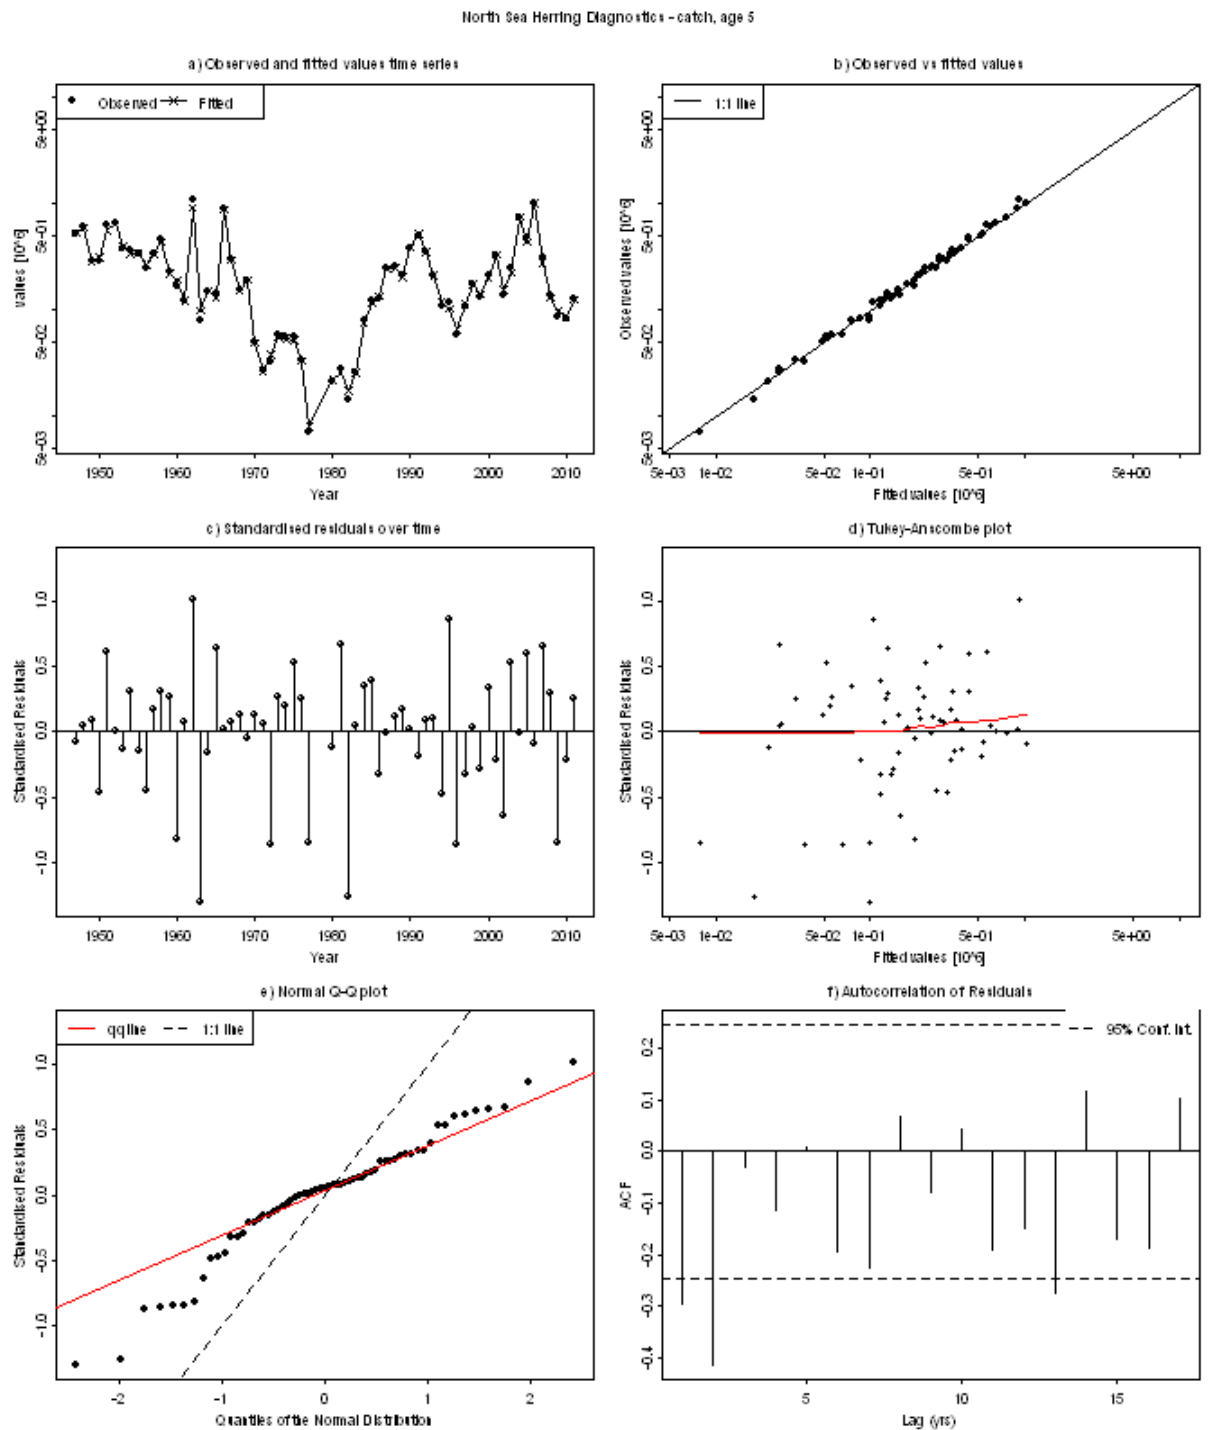 North Sea Herring Diagnostics - catch, age 5
a) Observed and fitted values time series
Observed Fitted
values [10^6]
5e-03 5e-02 5e-01 5e+00
1950 1960 1970 1980 1990 2000 2010
Year
b) Observed vs fitted values
1:1 line
Observed values [10^6]
5e-03 5e-02 5e-01 5e+00
5e-03 1e-02 5e-02 1e-01 5e-01 5e+00
Fitted values [10^6]
c) Standardised residuals over time
Standardised Residuals
-1.0 -0.5 0.0 0.5 1.0
1950 1960 1970 1980 1990 2000 2010
Year
d) Tukey-Anscombe plot
Standardised Residuals
-1.0 -0.5 0.0 0.5 1.0
5e-03 1e-02 5e-02 1e-01 5e-01 5e+00
Fitted values [10^6]
e) Normal Q-Q plot
qq line 1:1 line
Standardised Residuals
-1.0 -0.5 0.0 0.5 1.0
-2 -1 0 1 2
Quantiles of the Normal Distribution
f) Autocorrelation of Residuals
95% Conf. Int.
ACF
-0.4 -0.3 -0.2 -0.1 0.0 0.1 0.2
5 10 15
Lag (yrs)